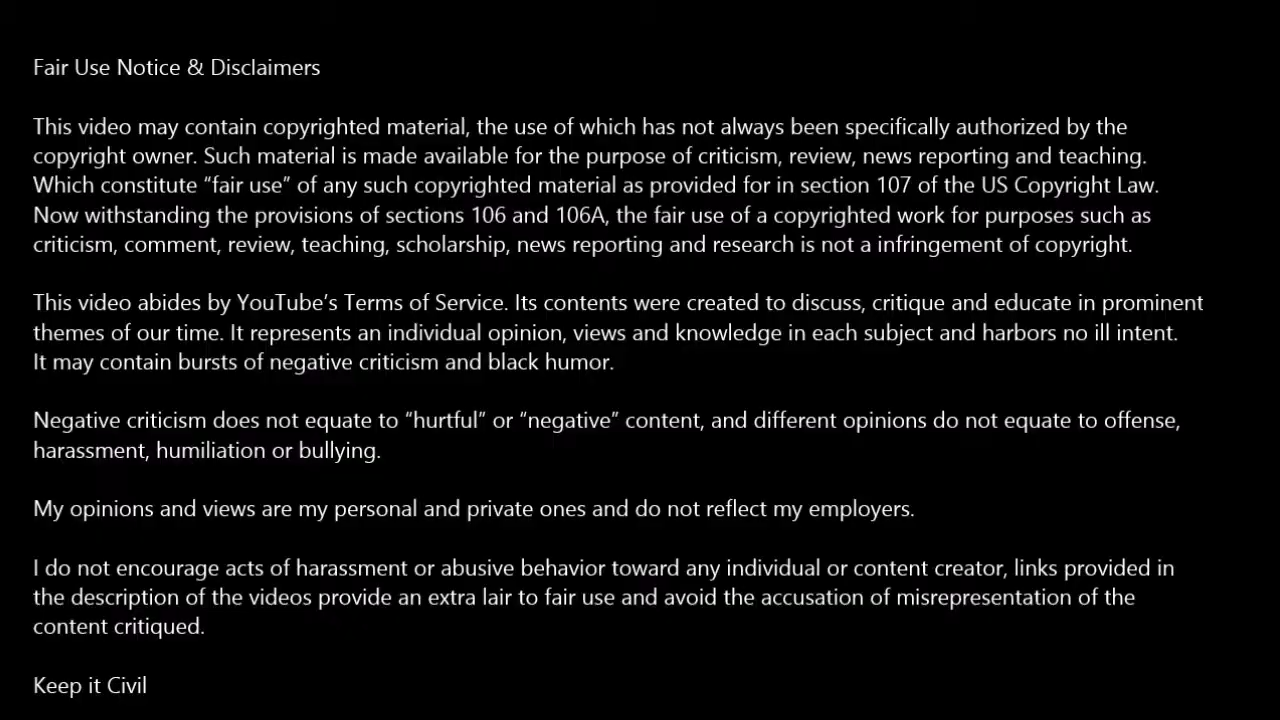 Fair Use Notice & Disclaimers
This video may contain copyrighted material, the use of which has not always been specifically authorized by the
copyright owner. Such material is made available for the purpose of criticism, review, news reporting and teaching.
Which constitute “fair use” of any such copyrighted material as provided for in section 107 of the US Copyright Law.
Now withstanding the provisions of sections 106 and 106A, the fair use of a copyrighted work for purposes such as
criticism, comment, review, teaching, scholarship, news reporting and research is not a infringement of copyright.
This video abides by YouTube’s Terms of Service. Its contents were created to discuss, critique and educate in prominent
themes of our time. It represents an individual opinion, views and knowledge in each subject and harbors no ill intent.
It may contain bursts of negative criticism and black humor.
Negative criticism does not equate to “hurtful” or “negative” content, and different opinions do not equate to offense,
harassment, humiliation or bullying.
My opinions and views are my personal and private ones and do not reflect my employers.
I do not encourage acts of harassment or abusive behavior toward any individual or content creator, links provided in
the description of the videos provide an extra lair to fair use and avoid the accusation of misrepresentation of the
content critiqued.
Keep it Civil